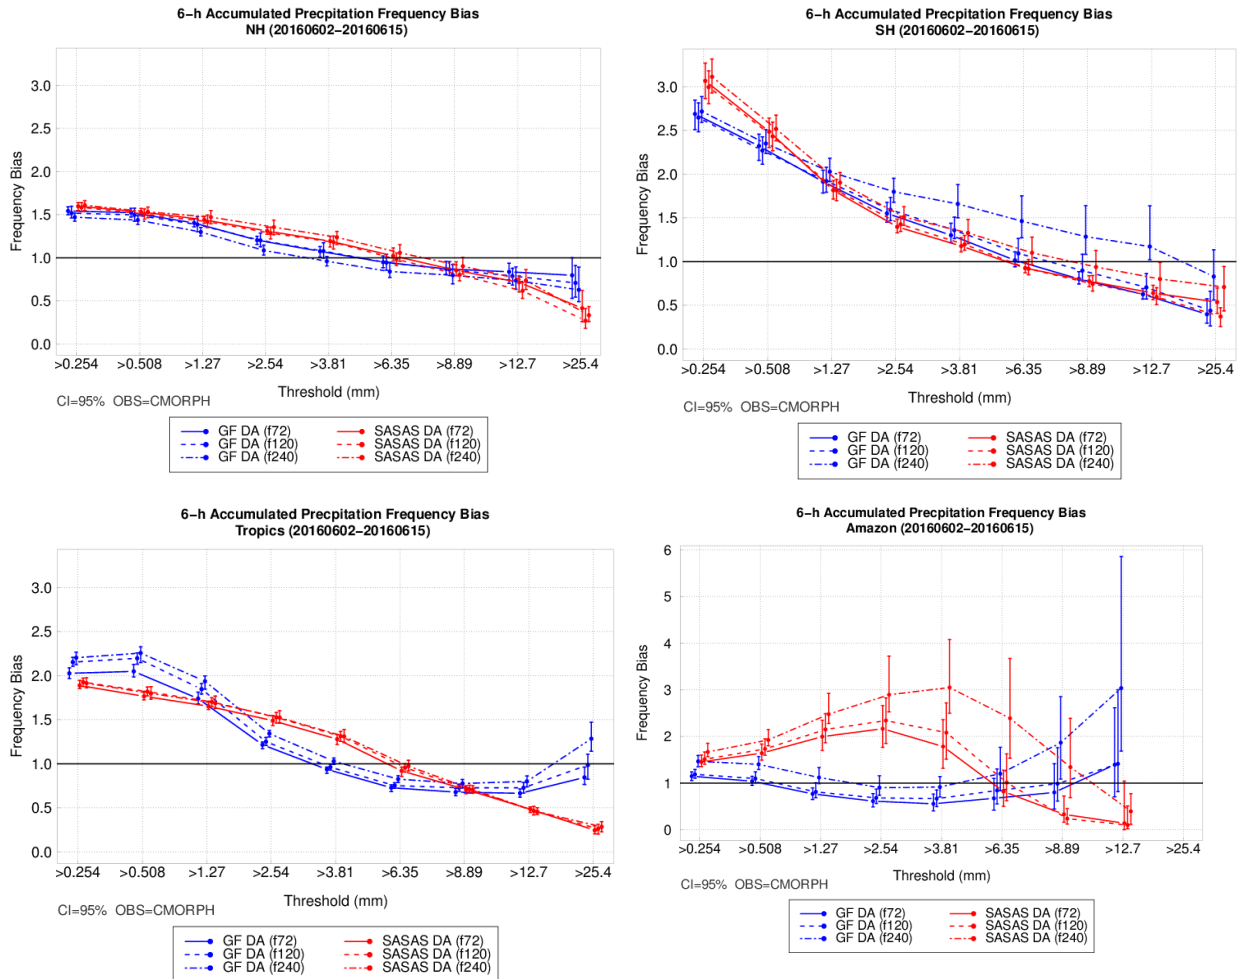 6−h Accumulated Precpitation Frequency Bias
NH (20160602−20160615)
Frequency Bias
3.0
2.5
2.0
1.5
1.0
0.5
0.0
>0.254 >0.508 >1.27 >2.54 >3.81 >6.35 >8.89 >12.7 >25.4
Threshold (mm)
CI=95% OBS=CMORPH
GF DA (f72) SASAS DA (f72)
GF DA (f120) SASAS DA (f120)
GF DA (f240) SASAS DA (f240)
6−h Accumulated Precpitation Frequency Bias
SH (20160602−20160615)
Frequency Bias
3.0
2.5
2.0
1.5
1.0
0.5
0.0
>0.254 >0.508 >1.27 >2.54 >3.81 >6.35 >8.89 >12.7 >25.4
Threshold (mm)
CI=95% OBS=CMORPH
GF DA (f72) SASAS DA (f72)
GF DA (f120) SASAS DA (f120)
GF DA (f240) SASAS DA (f240)
6−h Accumulated Precpitation Frequency Bias
Tropics (20160602−20160615)
Frequency Bias
3.0
2.5
2.0
1.5
1.0
0.5
0.0
>0.254 >0.508 >1.27 >2.54 >3.81 >6.35 >8.89 >12.7 >25.4
Threshold (mm)
CI=95% OBS=CMORPH
GF DA (f72) SASAS DA (f72)
GF DA (f120) SASAS DA (f120)
GF DA (f240) SASAS DA (f240)
6−h Accumulated Precpitation Frequency Bias
Amazon (20160602−20160615)
Frequency Bias
6
5
4
3
2
1
0
>0.254 >0.508 >1.27 >2.54 >3.81 >6.35 >8.89 >12.7 >25.4
Threshold (mm)
CI=95% OBS=CMORPH
GF DA (f72) SASAS DA (f72)
GF DA (f120) SASAS DA (f120)
GF DA (f240) SASAS DA (f240)